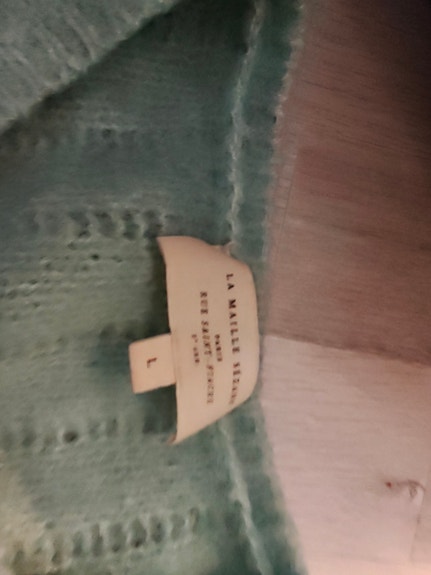 LA MAILLE SÉZANE
PARIS
RUE SAINT-FIACRE
L